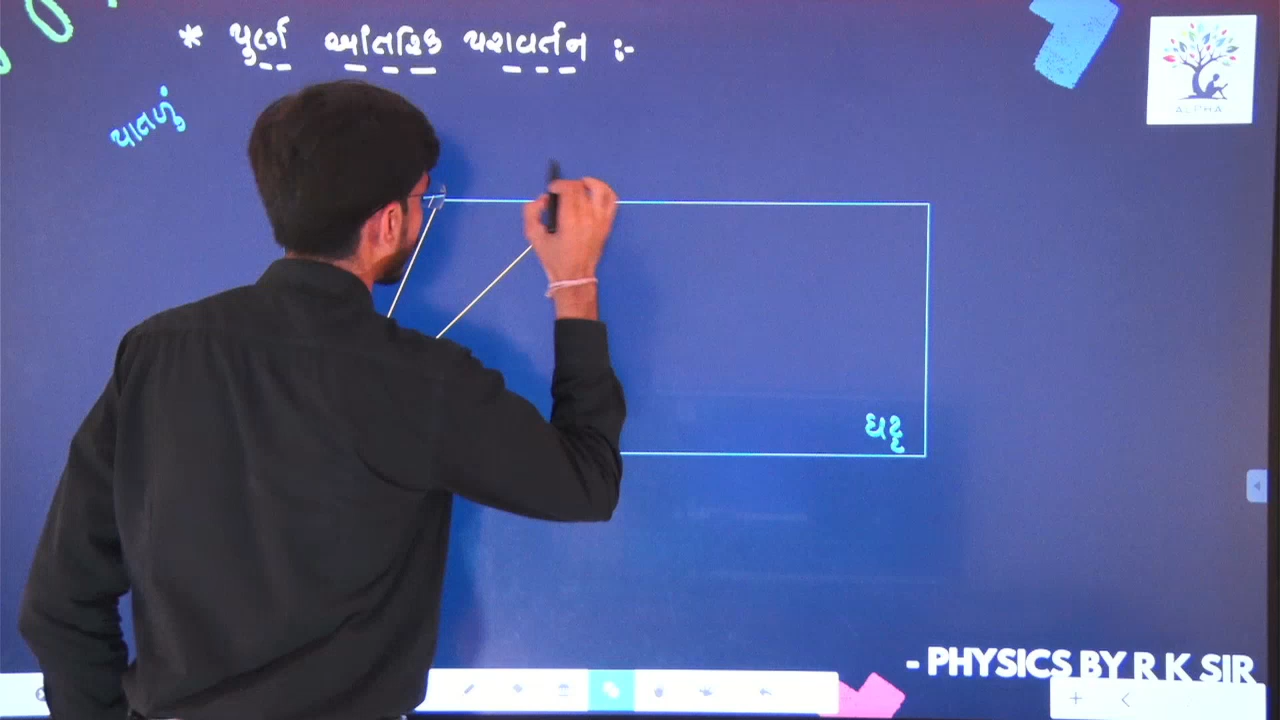 * પુર્ણ આંતરિક પરાવર્તન :-
પાતળું
ALPHA
ઘટ્ટ
- PHYSICS BY R K SIR